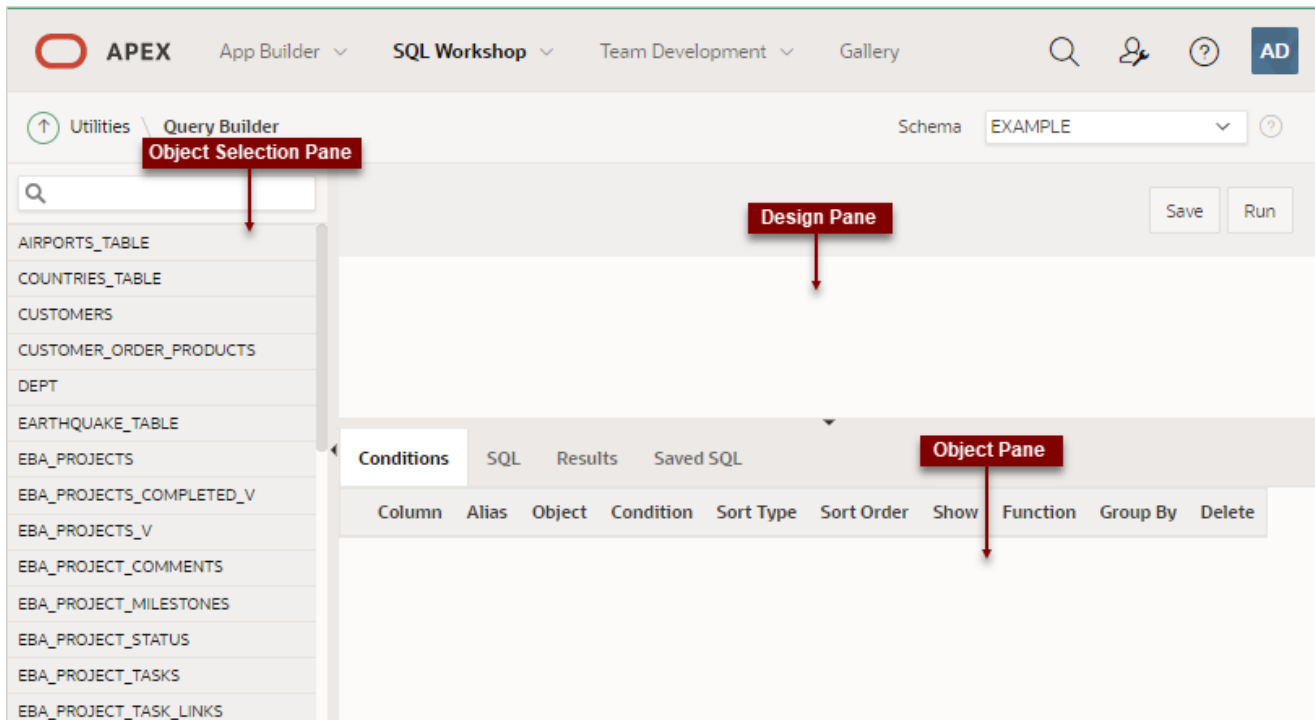 APEX App Builder SQL Workshop Team Development Gallery AD
Utilities \ Query Builder Schema EXAMPLE
Object Selection Pane
Design Pane
Save Run
AIRPORTS_TABLE
COUNTRIES_TABLE
CUSTOMERS
CUSTOMER_ORDER_PRODUCTS
DEPT
EARTHQUAKE_TABLE
EBA_PROJECTS
EBA_PROJECTS_COMPLETED_V
EBA_PROJECTS_V
EBA_PROJECT_COMMENTS
EBA_PROJECT_MILESTONES
EBA_PROJECT_STATUS
EBA_PROJECT_TASKS
EBA_PROJECT_TASK_LINKS
Object Pane
Conditions SQL Results Saved SQL
Column Alias Object Condition Sort Type Sort Order Show Function Group By Delete